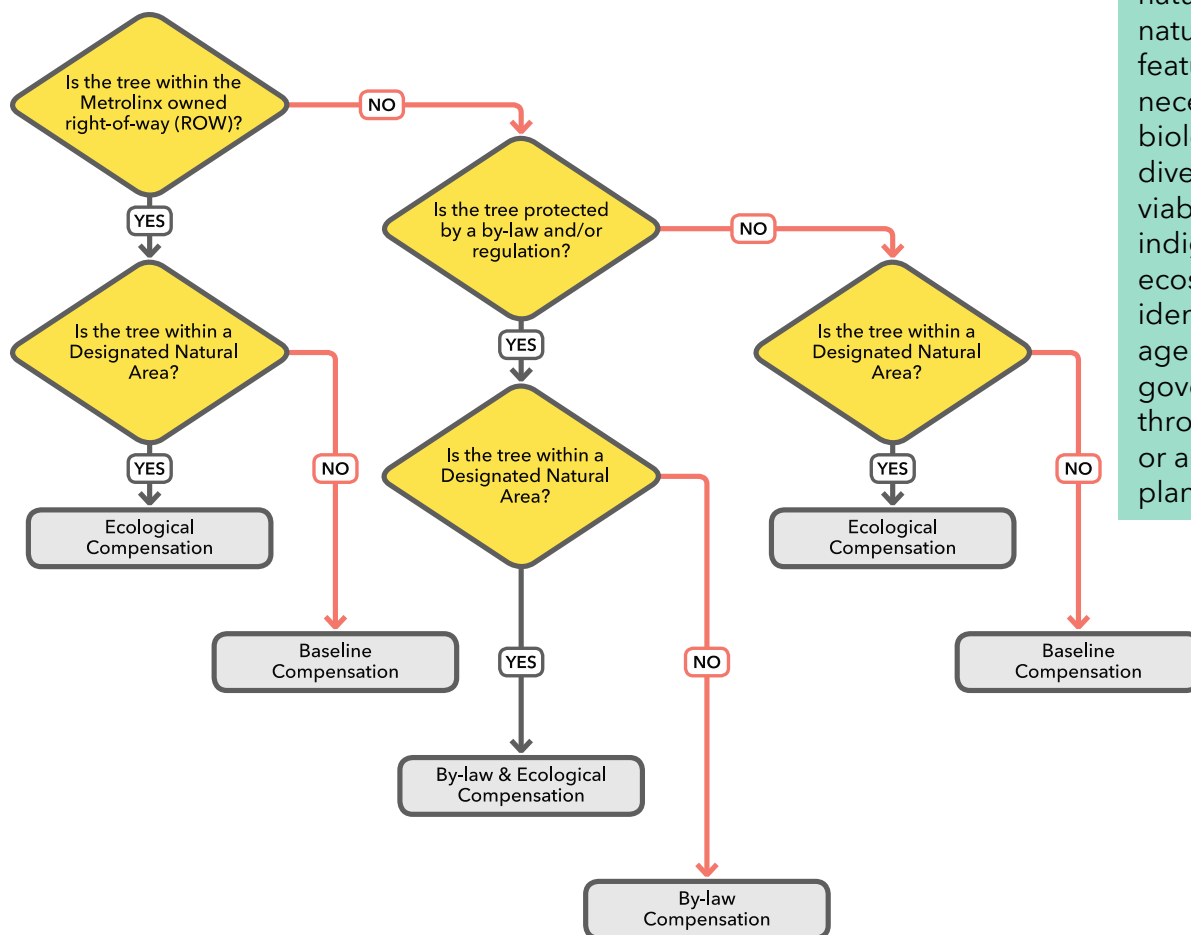 Is the tree within the
Metrolinx owned
right-of-way (ROW)?
NO
YES
Is the tree protected
by a by-law and/or
regulation?
NO
YES
Is the tree within a
Designated Natural
Area?
YES
NO
Ecological
Compensation
Baseline
Compensation
Is the tree within a
Designated Natural
Area?
YES
NO
By-law & Ecological
Compensation
By-law
Compensation
Is the tree within a
Designated Natural
Area?
YES
NO
Ecological
Compensation
Baseline
Compensation
natu
featu
nece
biolo
dive
viab
indig
ecos
iden
age
gove
thro
or a
plan